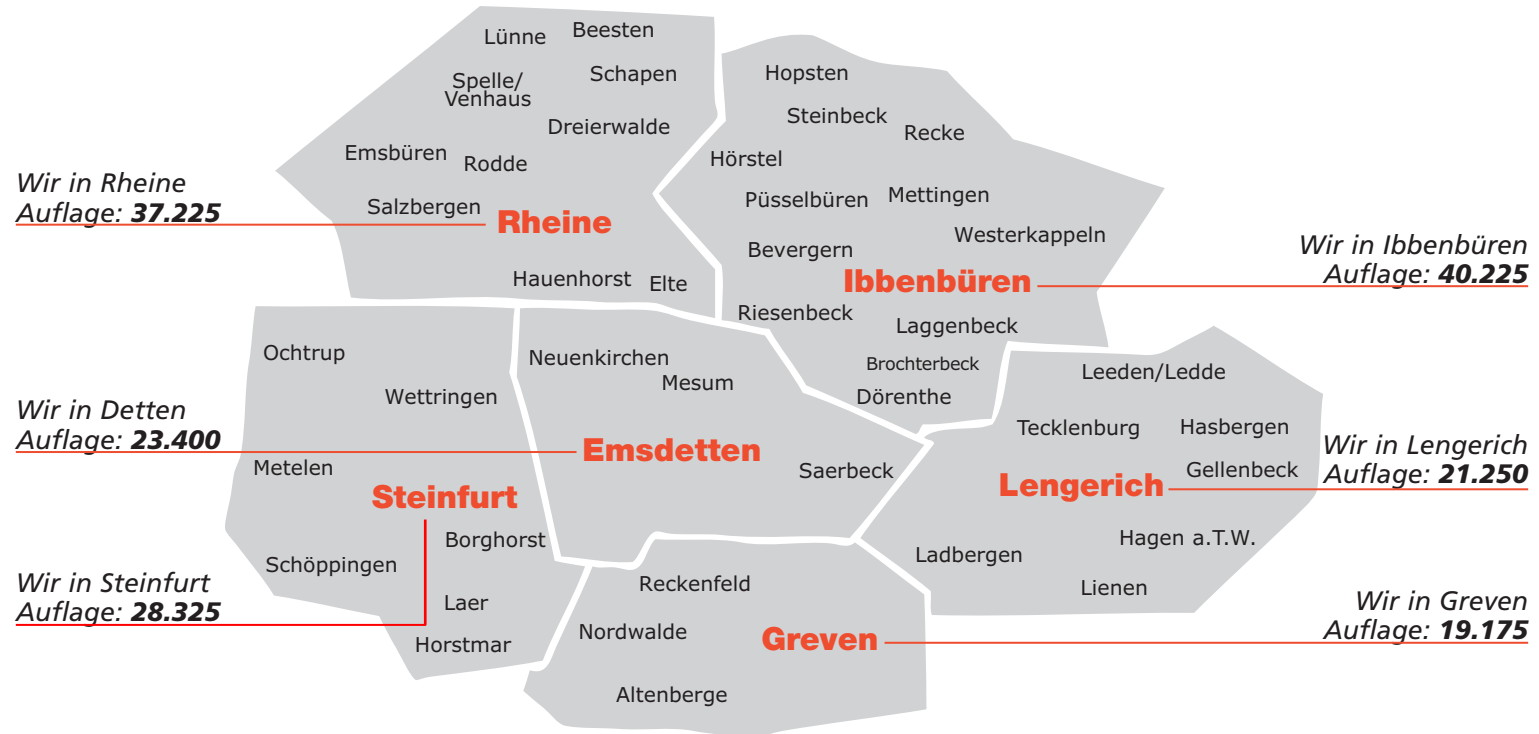 Lünne
Beesten
Spelle/
Venhaus
Schapen
Dreierwalde
Emsbüren
Rodde
Salzbergen
Rheine
Hauenhorst
Elte
Wir in Rheine
Auflage: 37.225
Hopsten
Steinbeck
Recke
Hörstel
Püsselbüren
Mettingen
Westerkappeln
Bevergern
Ibbenbüren
Riesenbeck
Laggenbeck
Brochterbeck
Dörenthe
Wir in Ibbenbüren
Auflage: 40.225
Ochtrup
Wettringen
Metelen
Steinfurt
Borghorst
Schöppingen
Laer
Horstmar
Wir in Detten
Auflage: 23.400
Neuenkirchen
Mesum
Emsdetten
Saerbeck
Wir in Steinfurt
Auflage: 28.325
Leeden/Ledde
Tecklenburg
Hasbergen
Gellenbeck
Lengerich
Hagen a.T.W.
Ladbergen
Lienen
Wir in Lengerich
Auflage: 21.250
Reckenfeld
Nordwalde
Greven
Altenberge
Wir in Greven
Auflage: 19.175